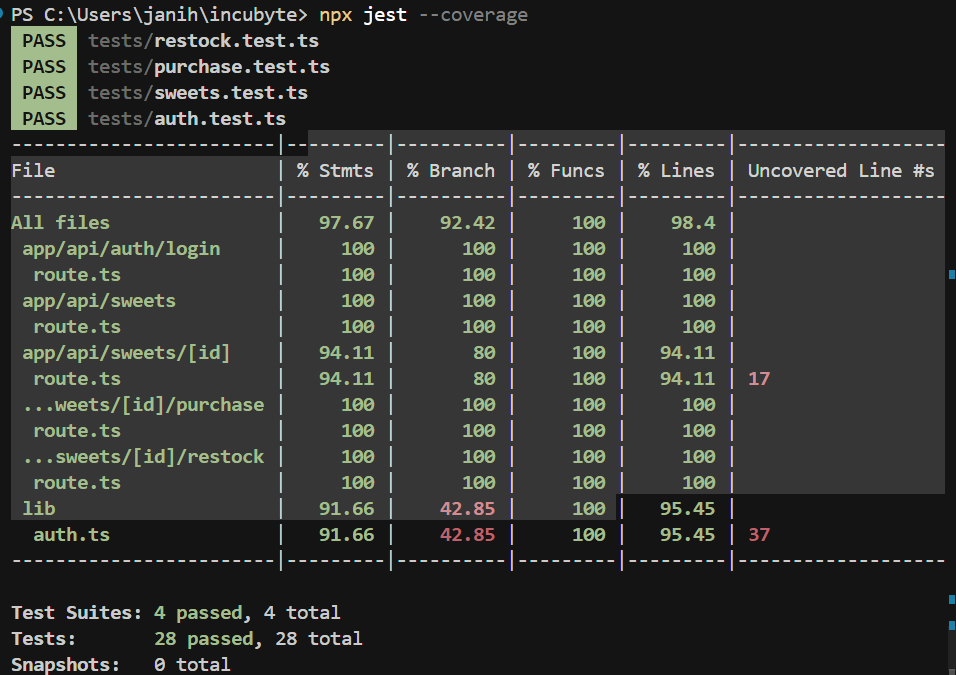 PS C:\Users\janih\incubyte> npx jest --coverage
PASS tests/restock.test.ts
PASS tests/purchase.test.ts
PASS tests/sweets.test.ts
PASS tests/auth.test.ts
------------------------|---------|----------|---------|---------|-------------------
File                    | % Stmts | % Branch | % Funcs | % Lines | Uncovered Line #s
------------------------|---------|----------|---------|---------|-------------------
All files               |   97.67 |    92.42 |     100 |    98.4 |
 app/api/auth/login     |     100 |      100 |     100 |     100 |
  route.ts              |     100 |      100 |     100 |     100 |
 app/api/sweets         |     100 |      100 |     100 |     100 |
  route.ts              |     100 |      100 |     100 |     100 |
 app/api/sweets/[id]    |   94.11 |       80 |     100 |   94.11 |
  route.ts              |   94.11 |       80 |     100 |   94.11 | 17
 ...weets/[id]/purchase |     100 |      100 |     100 |     100 |
  route.ts              |     100 |      100 |     100 |     100 |
 ...sweets/[id]/restock |     100 |      100 |     100 |     100 |
  route.ts              |     100 |      100 |     100 |     100 |
 lib                    |   91.66 |    42.85 |     100 |   95.45 |
  auth.ts               |   91.66 |    42.85 |     100 |   95.45 | 37
------------------------|---------|----------|---------|---------|-------------------
Test Suites: 4 passed, 4 total
Tests:       28 passed, 28 total
Snapshots:   0 total